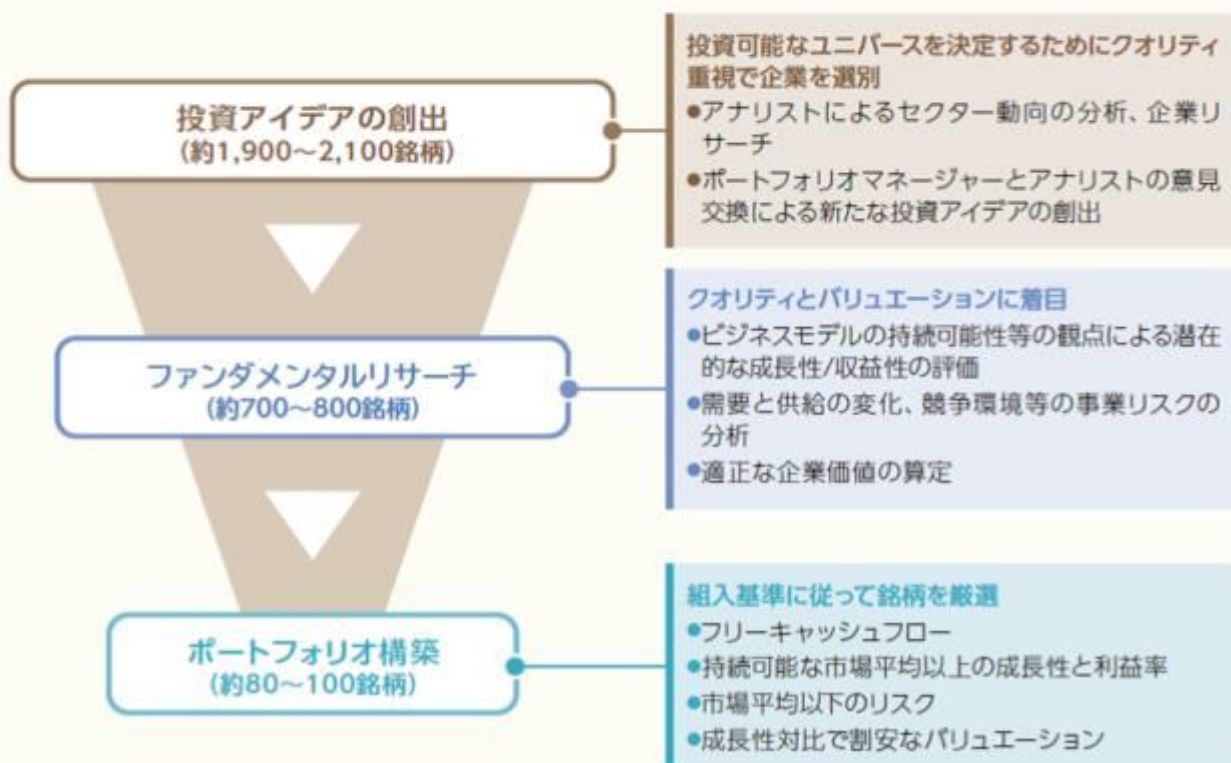 投資アイデアの創出
(約1,900〜2,100銘柄)
投資可能なユニバースを決定するためにクオリティ
重視で企業を選別
●アナリストによるセクター動向の分析、企業リ
サーチ
●ポートフォリオマネージャーとアナリストの意見
交換による新たな投資アイデアの創出
ファンダメンタルリサーチ
(約700〜800銘柄)
クオリティとバリュエーションに着目
●ビジネスモデルの持続可能性等の観点による潜在
的な成長性/収益性の評価
●需要と供給の変化、競争環境等の事業リスクの
分析
●適正な企業価値の算定
ポートフォリオ構築
(約80〜100銘柄)
組入基準に従って銘柄を厳選
●フリーキャッシュフロー
●持続可能な市場平均以上の成長性と利益率
●市場平均以下のリスク
●成長性対比で割安なバリュエーション